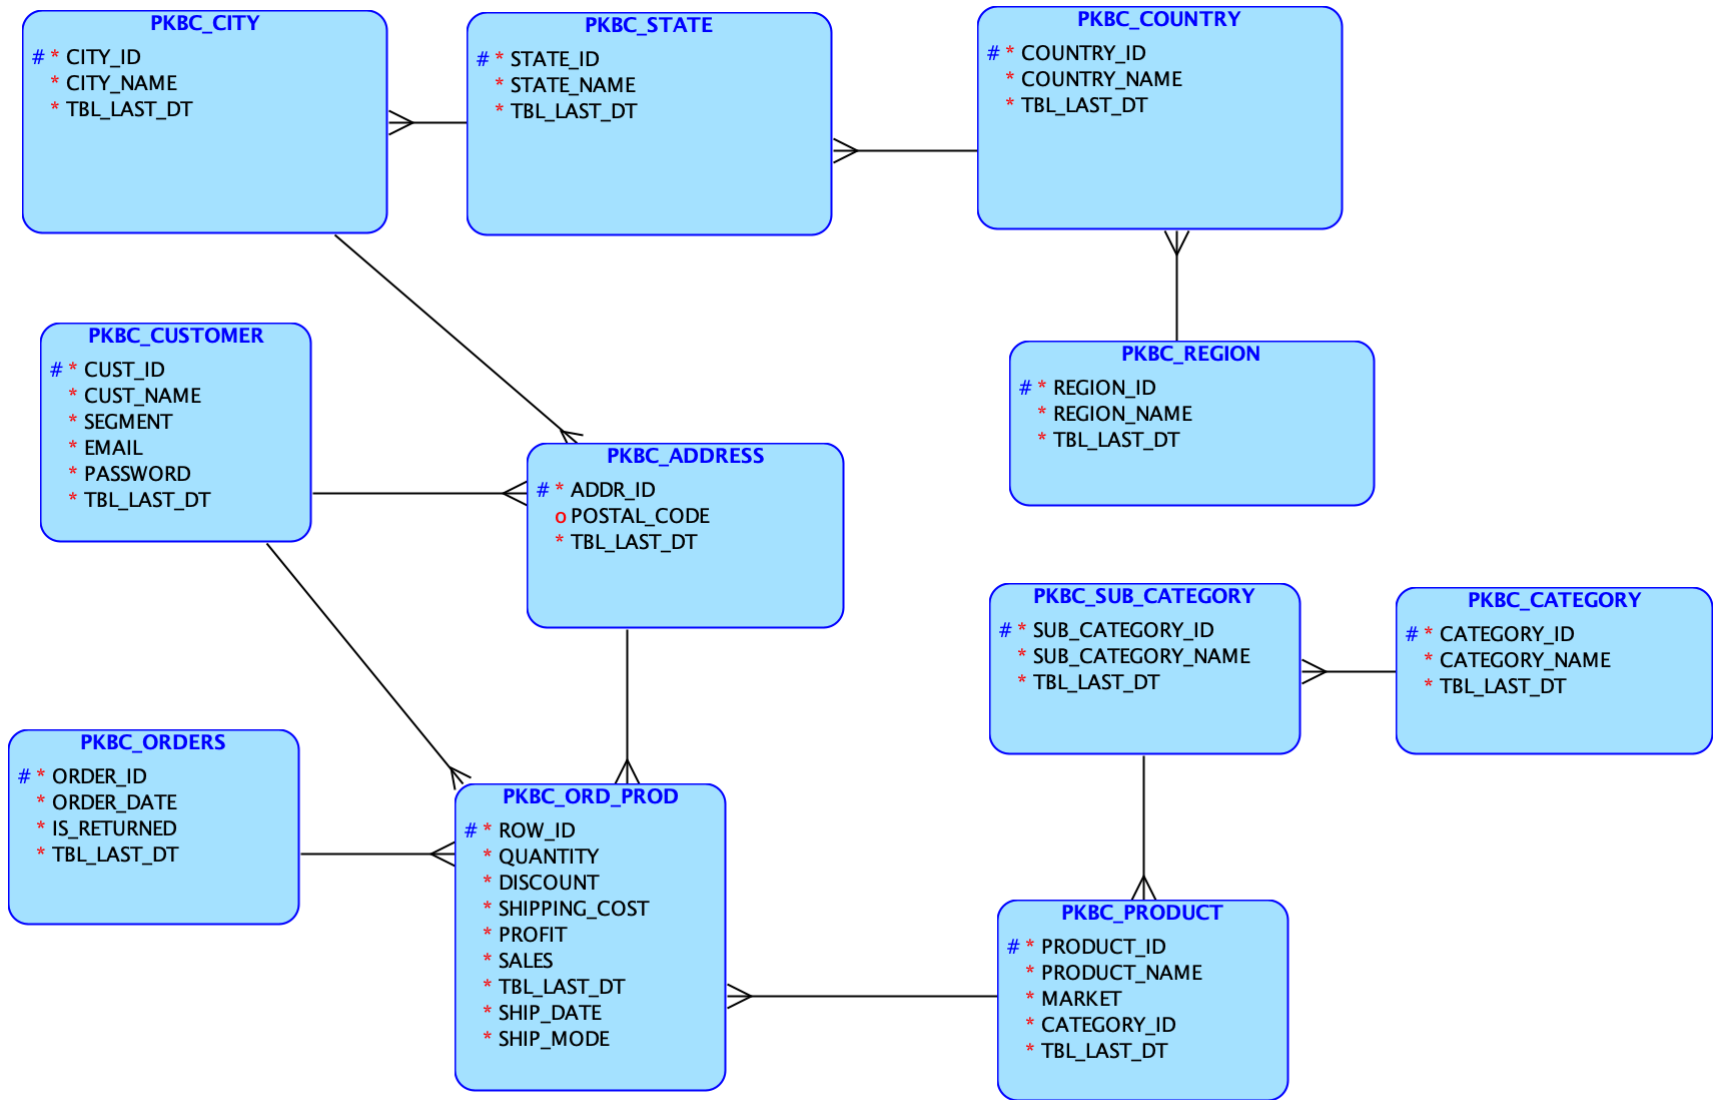 PKBC_CITY
# * CITY_ID
* CITY_NAME
* TBL_LAST_DT
PKBC_STATE
# * STATE_ID
* STATE_NAME
* TBL_LAST_DT
PKBC_COUNTRY
# * COUNTRY_ID
* COUNTRY_NAME
* TBL_LAST_DT
PKBC_CUSTOMER
# * CUST_ID
* CUST_NAME
* SEGMENT
* EMAIL
* PASSWORD
* TBL_LAST_DT
PKBC_REGION
# * REGION_ID
* REGION_NAME
* TBL_LAST_DT
PKBC_ADDRESS
# * ADDR_ID
o POSTAL_CODE
* TBL_LAST_DT
PKBC_SUB_CATEGORY
# * SUB_CATEGORY_ID
* SUB_CATEGORY_NAME
* TBL_LAST_DT
PKBC_CATEGORY
# * CATEGORY_ID
* CATEGORY_NAME
* TBL_LAST_DT
PKBC_ORDERS
# * ORDER_ID
* ORDER_DATE
* IS_RETURNED
* TBL_LAST_DT
PKBC_ORD_PROD
# * ROW_ID
* QUANTITY
* DISCOUNT
* SHIPPING_COST
* PROFIT
* SALES
* TBL_LAST_DT
* SHIP_DATE
* SHIP_MODE
PKBC_PRODUCT
# * PRODUCT_ID
* PRODUCT_NAME
* MARKET
* CATEGORY_ID
* TBL_LAST_DT